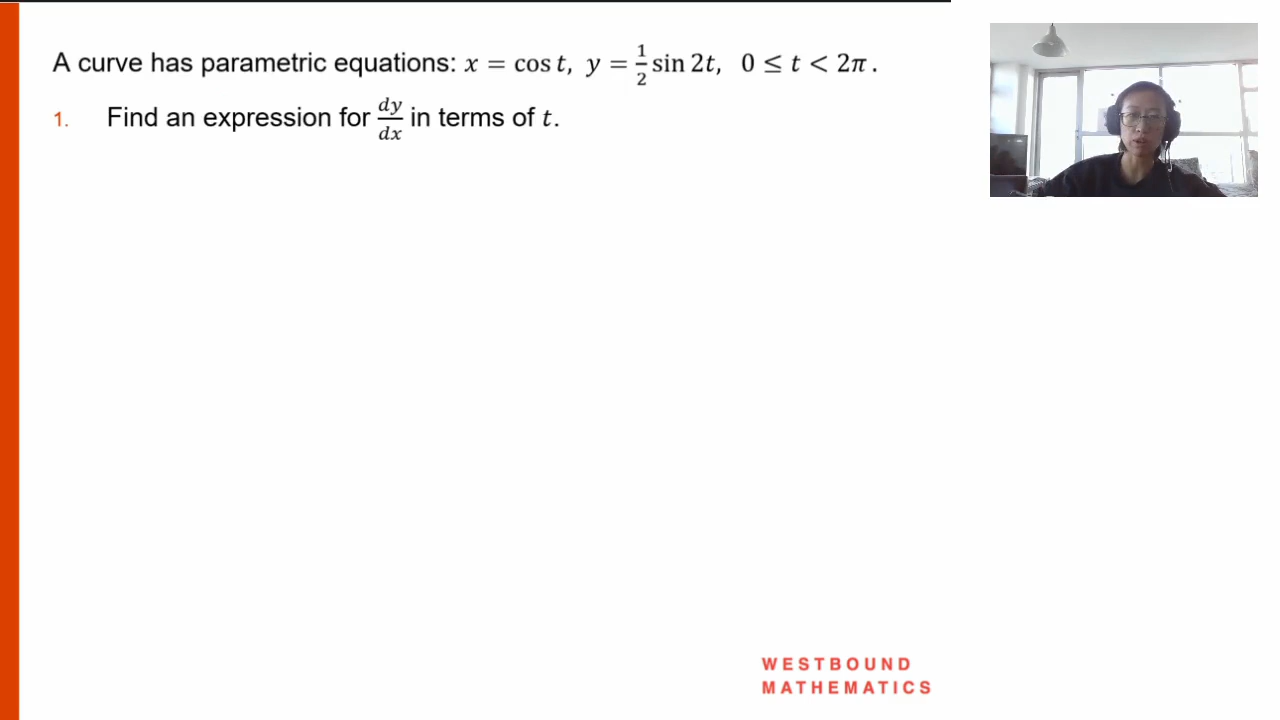 A curve has parametric equations: x = cos t, y = 1/2 sin 2t, 0 ≤ t < 2π.
1. Find an expression for dy/dx in terms of t.
WESTBOUND
MATHEMATICS